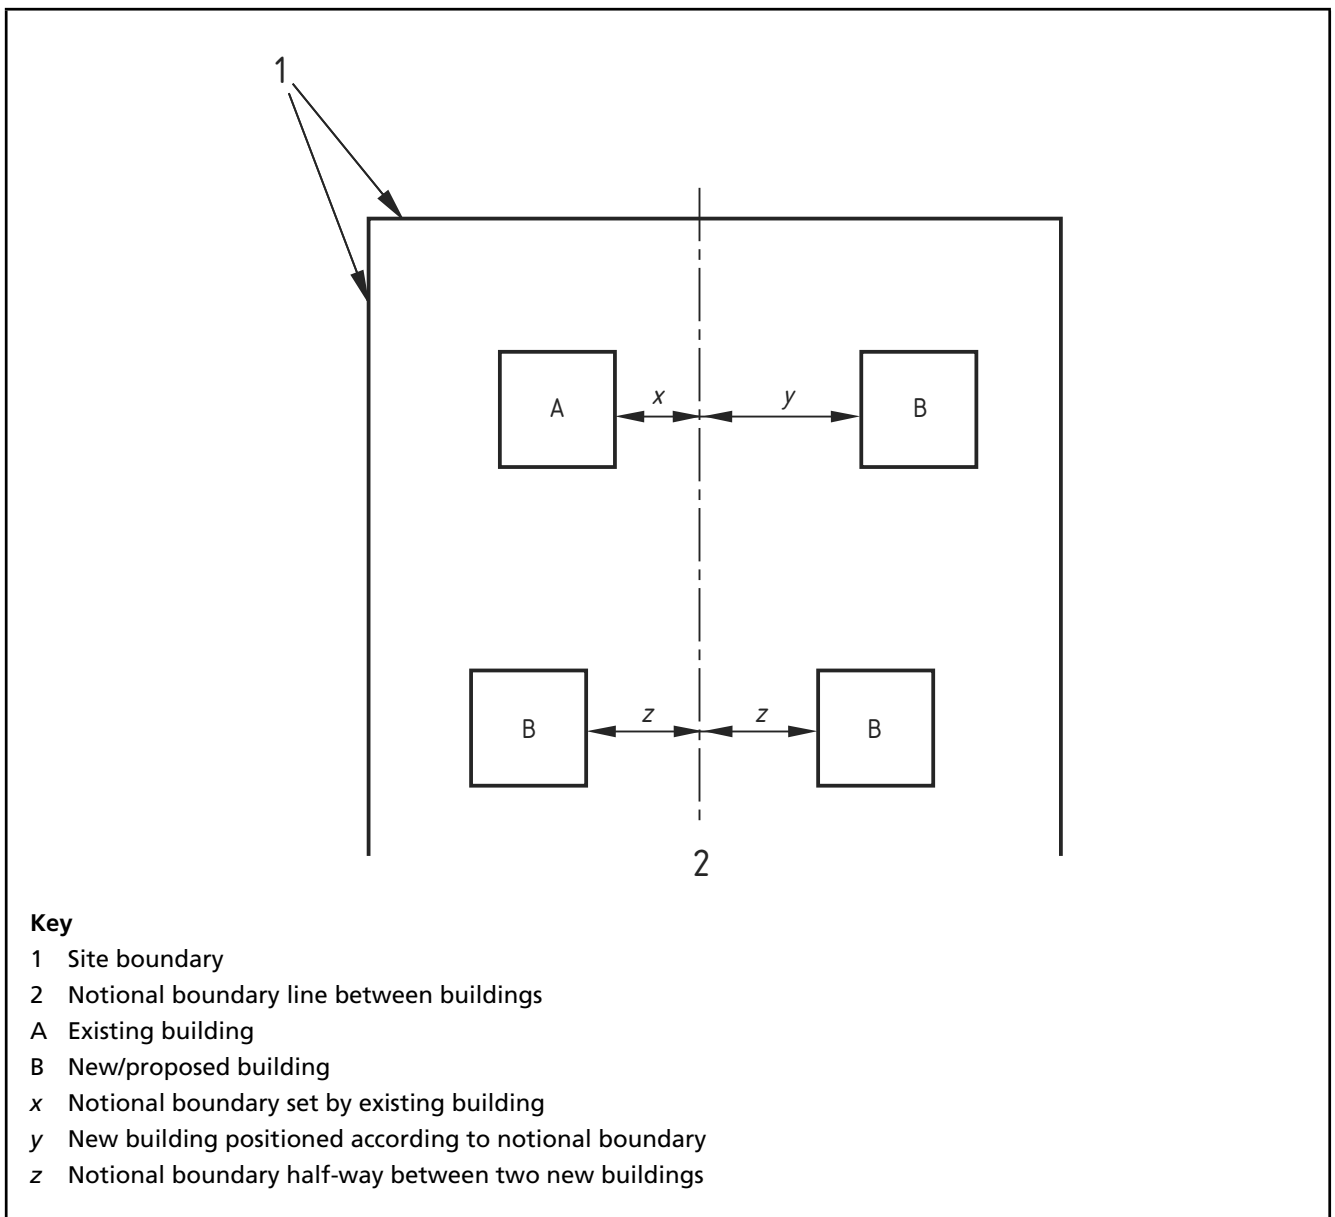 1
A
x
y
B
B
z
z
B
2
Key
1 Site boundary
2 Notional boundary line between buildings
A Existing building
B New/proposed building
x Notional boundary set by existing building
y New building positioned according to notional boundary
z Notional boundary half-way between two new buildings